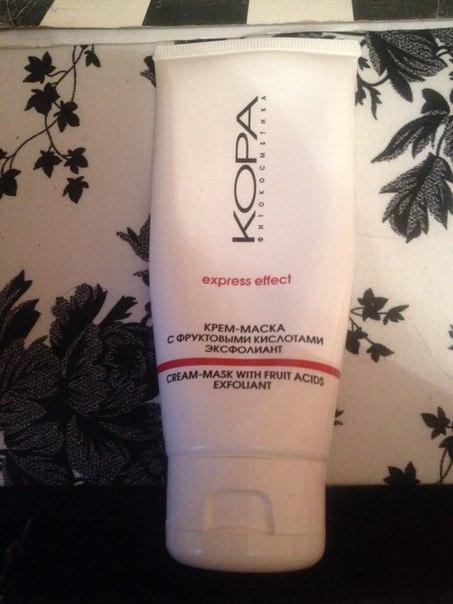 КОРА
ФИТОКОСМЕТИКА
express effect
КРЕМ-МАСКА
С ФРУКТОВЫМИ КИСЛОТАМИ
ЭКСФОЛИАНТ
CREAM-MASK WITH FRUIT ACIDS
EXFOLIANT